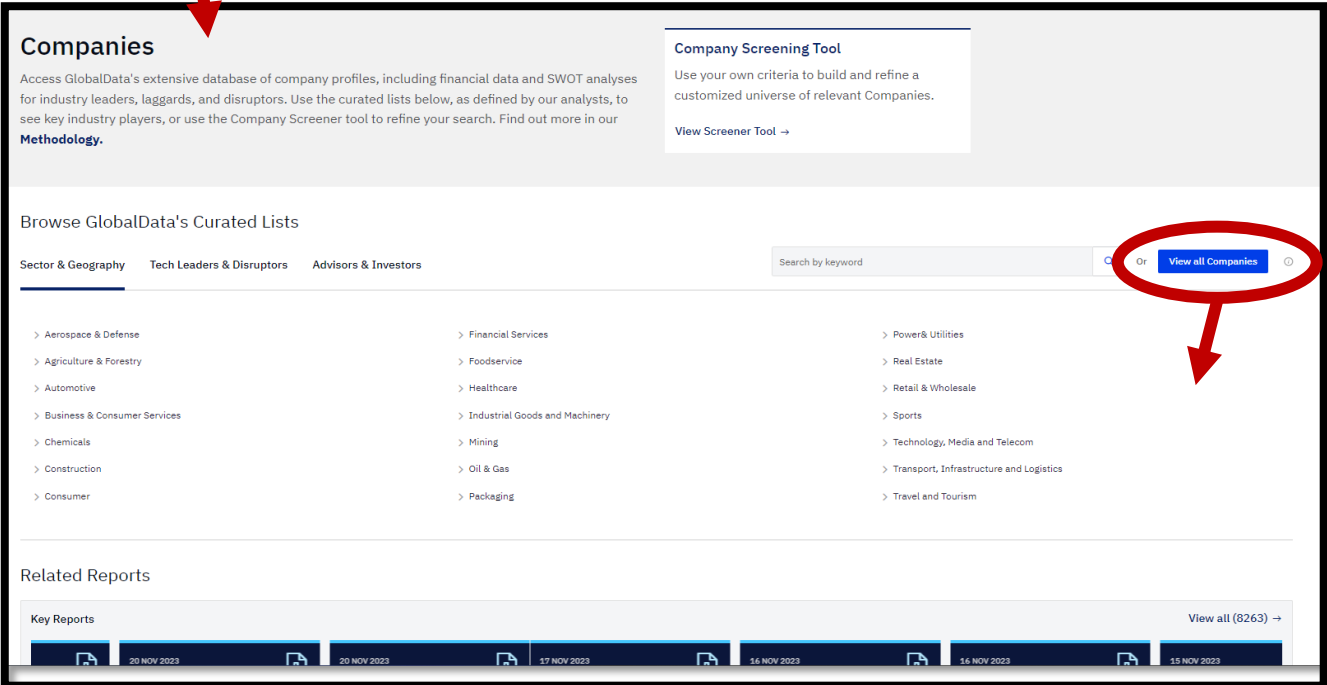 Companies
Access GlobalData's extensive database of company profiles, including financial data and SWOT analyses
for industry leaders, laggards, and disruptors. Use the curated lists below, as defined by our analysts, to
see key industry players, or use the Company Screener tool to refine your search. Find out more in our
Methodology.
Company Screening Tool
Use your own criteria to build and refine a
customized universe of relevant Companies.
View Screener Tool →
Browse GlobalData's Curated Lists
Sector & Geography Tech Leaders & Disruptors Advisors & Investors
Search by keyword Or View all Companies
> Aerospace & Defense
> Agriculture & Forestry
> Automotive
> Business & Consumer Services
> Chemicals
> Construction
> Consumer
> Financial Services
> Foodservice
> Healthcare
> Industrial Goods and Machinery
> Mining
> Oil & Gas
> Packaging
> Power& Utilities
> Real Estate
> Retail & Wholesale
> Sports
> Technology, Media and Telecom
> Transport, Infrastructure and Logistics
> Travel and Tourism
Related Reports
Key Reports View all (8263) →
20 NOV 2023 20 NOV 2023 17 NOV 2023 16 NOV 2023 16 NOV 2023 15 NOV 2023